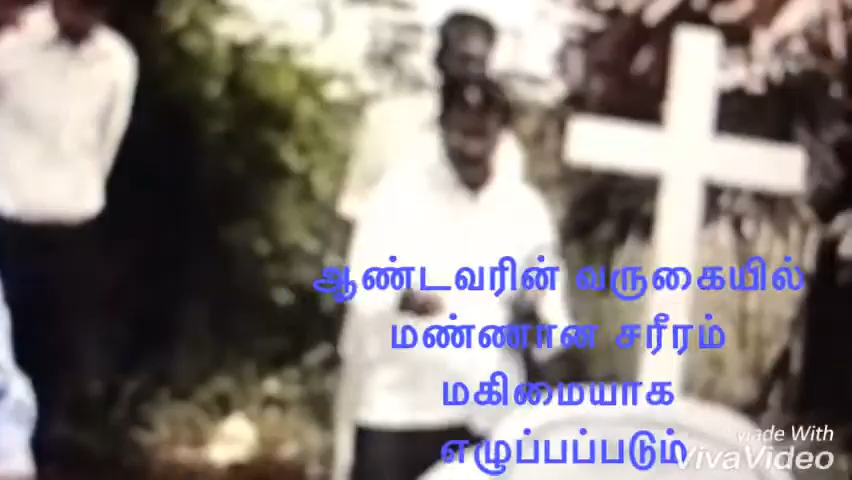 ஆண்டவரின் வருகையில்
மண்ணான சரீரம்
மகிமையாக
எழுப்பப்படும்
Made With
VivaVideo